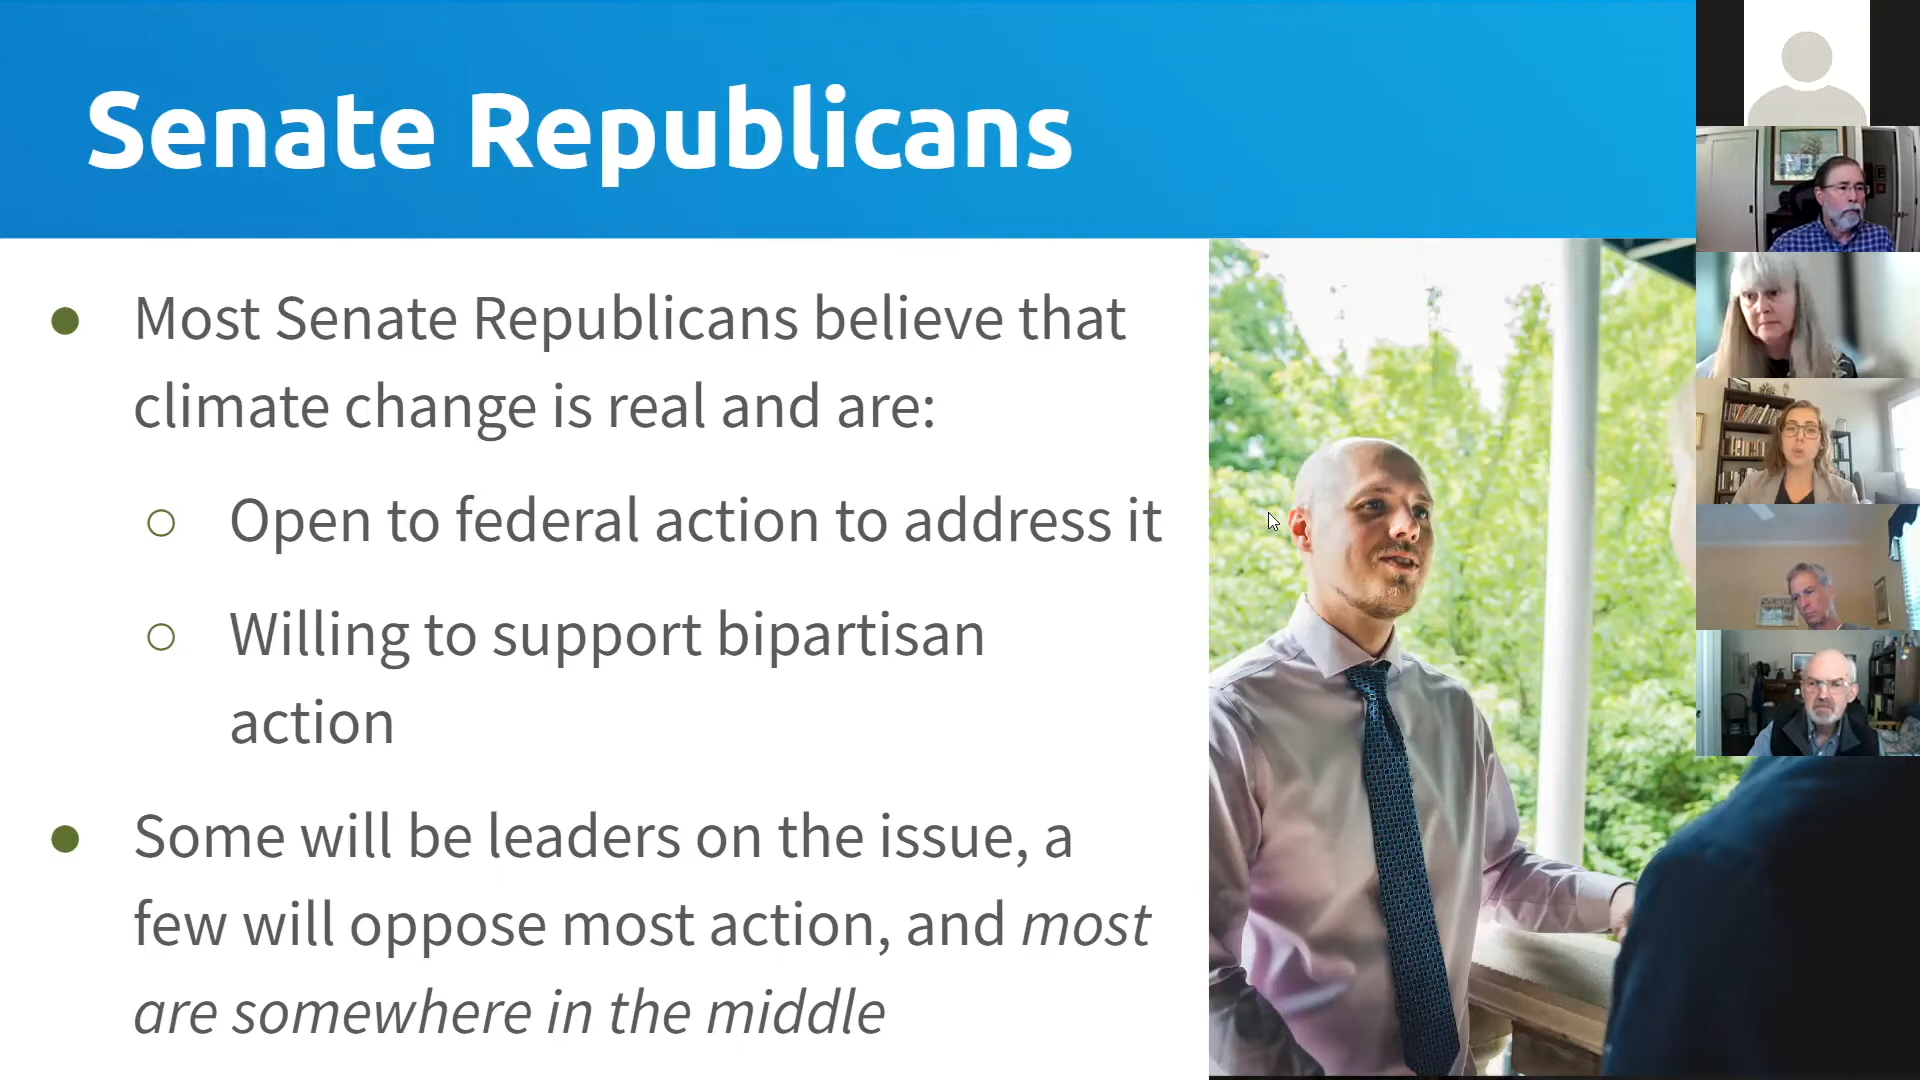 Senate Republicans
Most Senate Republicans believe that
climate change is real and are:
Open to federal action to address it
Willing to support bipartisan
action
Some will be leaders on the issue, a
few will oppose most action, and most
are somewhere in the middle